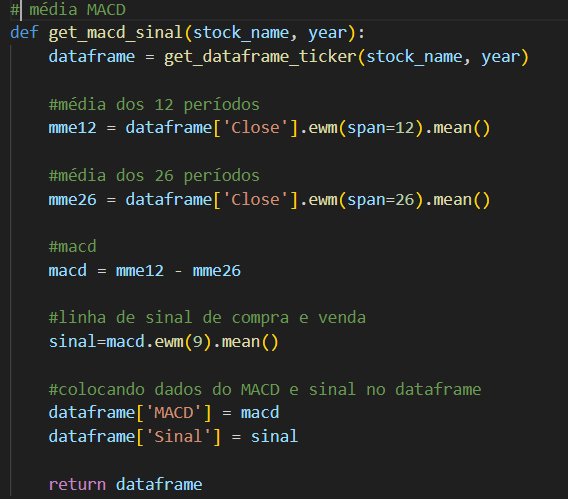 # média MACD
def get_macd_sinal(stock_name, year):
    dataframe = get_dataframe_ticker(stock_name, year)
    #média dos 12 períodos
    mme12 = dataframe['Close'].ewm(span=12).mean()
    #média dos 26 períodos
    mme26 = dataframe['Close'].ewm(span=26).mean()
    #macd
    macd = mme12 - mme26
    #linha de sinal de compra e venda
    sinal=macd.ewm(9).mean()
    #colocando dados do MACD e sinal no dataframe
    dataframe['MACD'] = macd
    dataframe['Sinal'] = sinal
    return dataframe